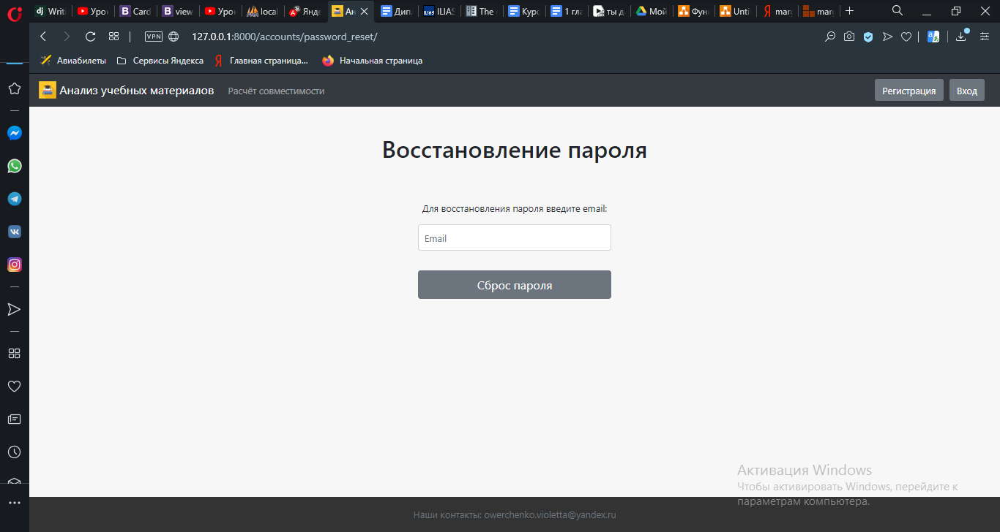 Writi
Уро
Card
view
Уро
local
Янде
Ан
Дип
ILIAS
The
Курс
1 гла
ты д
Мой
Фун
Unti
marg
marg
VPN
127.0.0.1:8000/accounts/password_reset/
Авиабилеты
Сервисы Яндекса
Главная страница...
Начальная страница
Анализ учебных материалов
Расчёт совместимости
Регистрация
Вход
Восстановление пароля
Для восстановления пароля введите email:
Email
Сброс пароля
Активация Windows
Чтобы активировать Windows, перейдите к
параметрам компьютера.
Наши контакты: owerchenko.violetta@yandex.ru